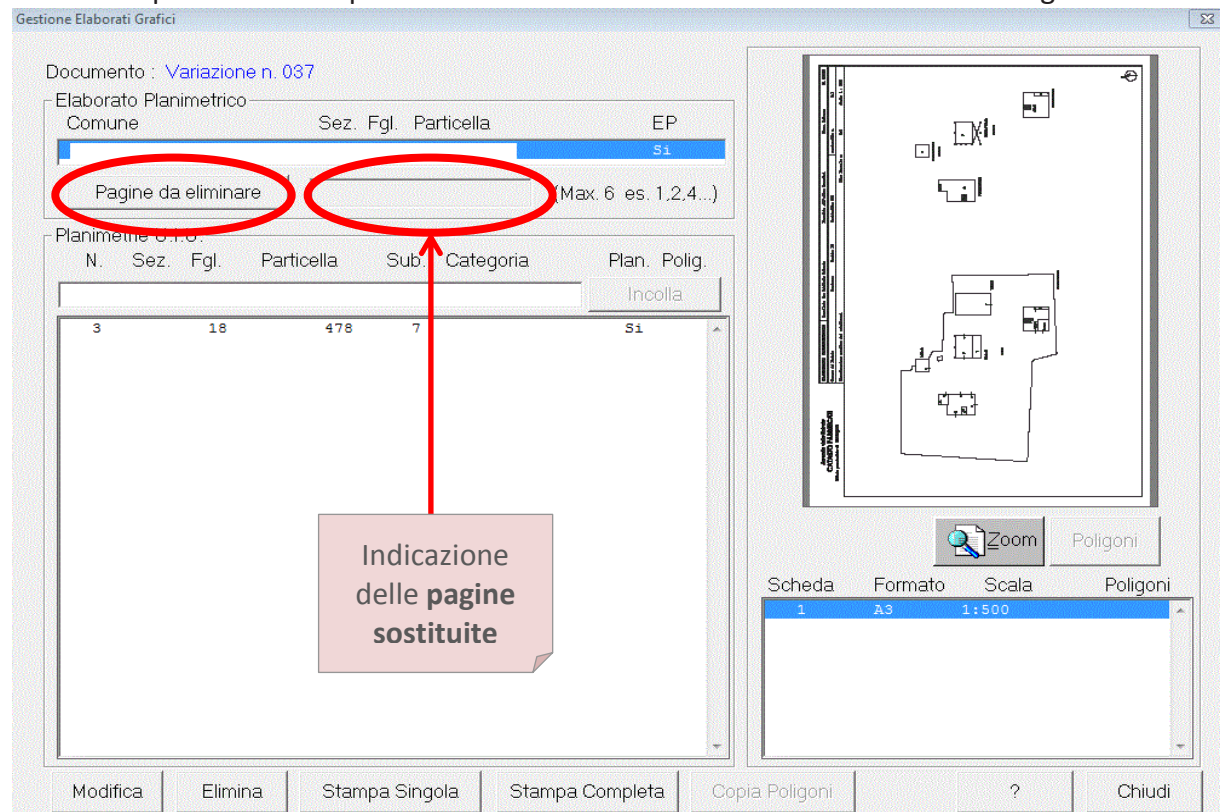 Gestione Elaborati Grafici
Documento : Variazione n. 037
Elaborato Planimetrico
Comune Sez. Fgl. Particella EP
Si
Pagine da eliminare (Max. 6 es. 1,2,4...)
Planimetrie U.I.U.
N. Sez. Fgl. Particella Sub. Categoria Plan. Polig.
Incolla
3 18 478 7 Si
Indicazione
delle pagine
sostituite
Zoom Poligoni
Scheda Formato Scala Poligoni
1 A3 1:500
Modifica Elimina Stampa Singola Stampa Completa Copia Poligoni ? Chiudi